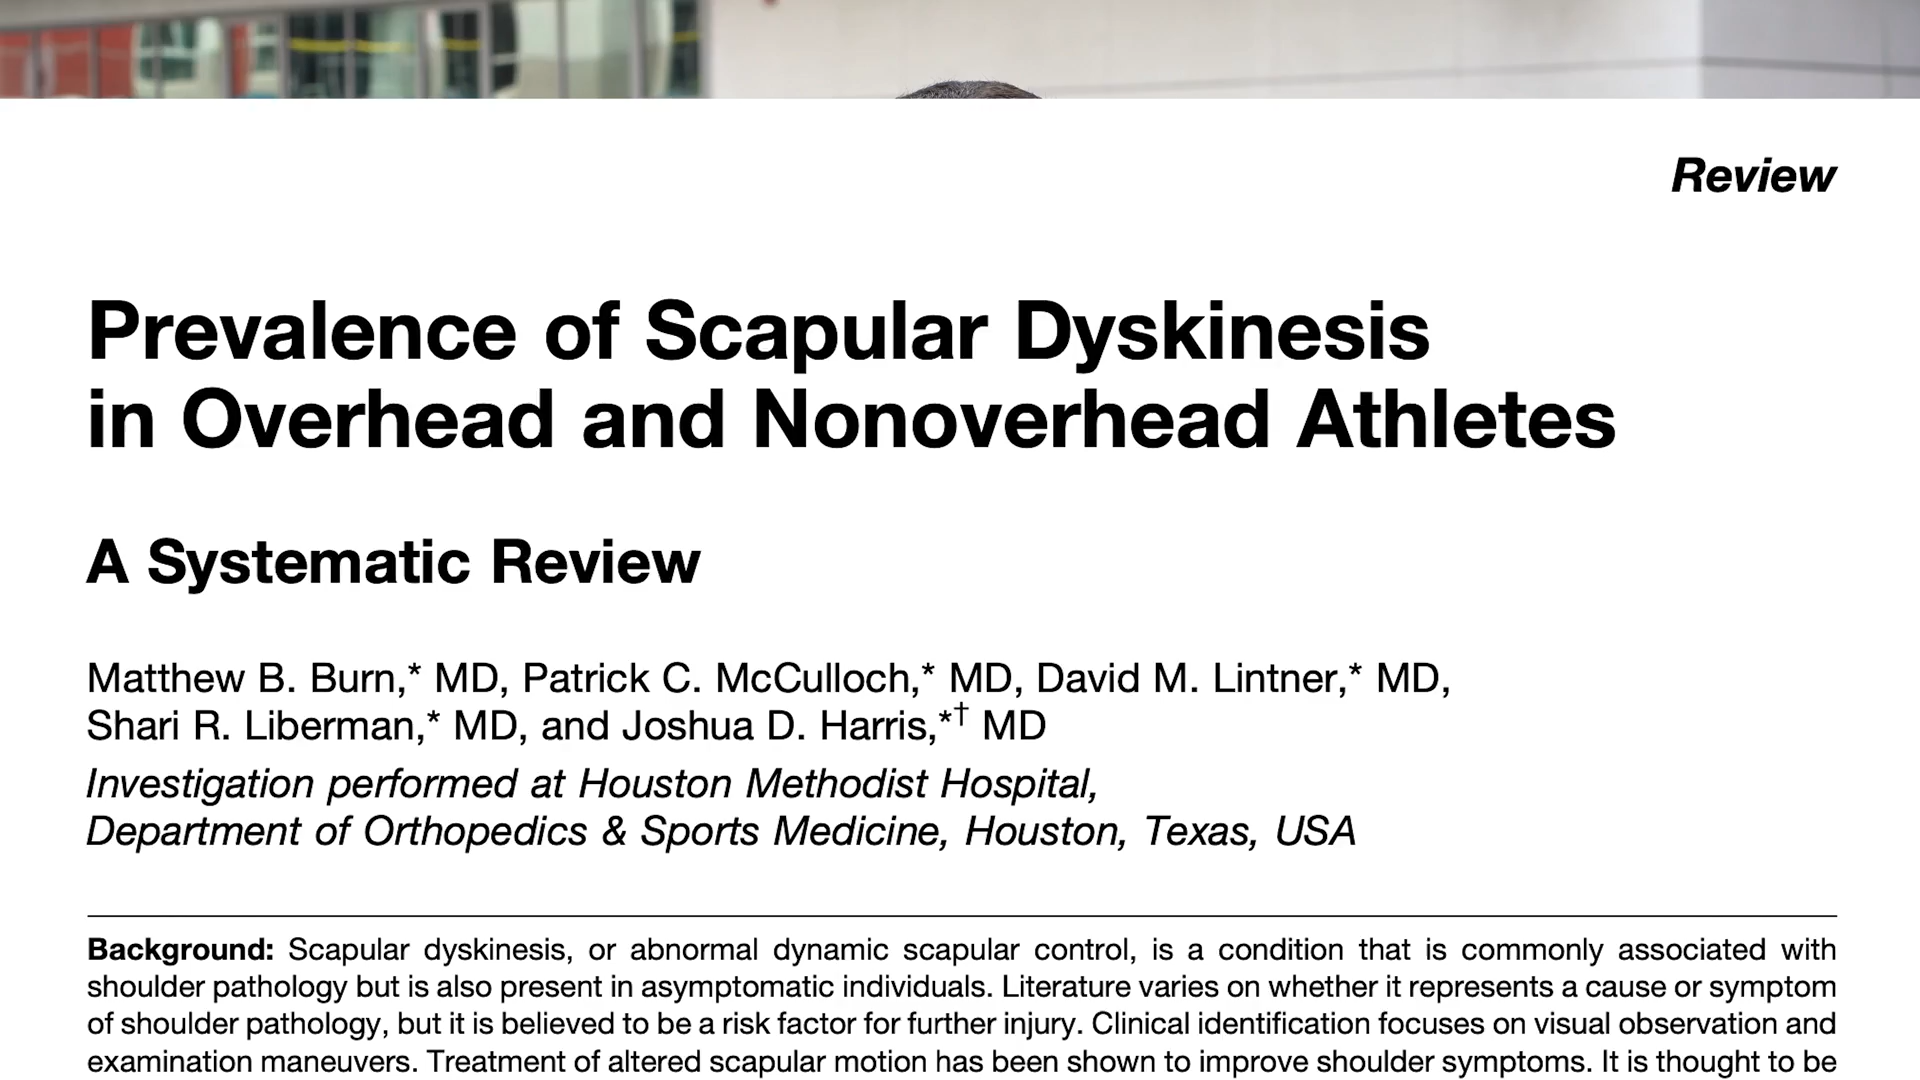 Review
Prevalence of Scapular Dyskinesis
in Overhead and Nonoverhead Athletes
A Systematic Review
Matthew B. Burn,* MD, Patrick C. McCulloch,* MD, David M. Lintner,* MD,
Shari R. Liberman,* MD, and Joshua D. Harris,*† MD
Investigation performed at Houston Methodist Hospital,
Department of Orthopedics & Sports Medicine, Houston, Texas, USA
Background: Scapular dyskinesis, or abnormal dynamic scapular control, is a condition that is commonly associated with
shoulder pathology but is also present in asymptomatic individuals. Literature varies on whether it represents a cause or symptom
of shoulder pathology, but it is believed to be a risk factor for further injury. Clinical identification focuses on visual observation and
examination maneuvers. Treatment of altered scapular motion has been shown to improve shoulder symptoms. It is thought to be